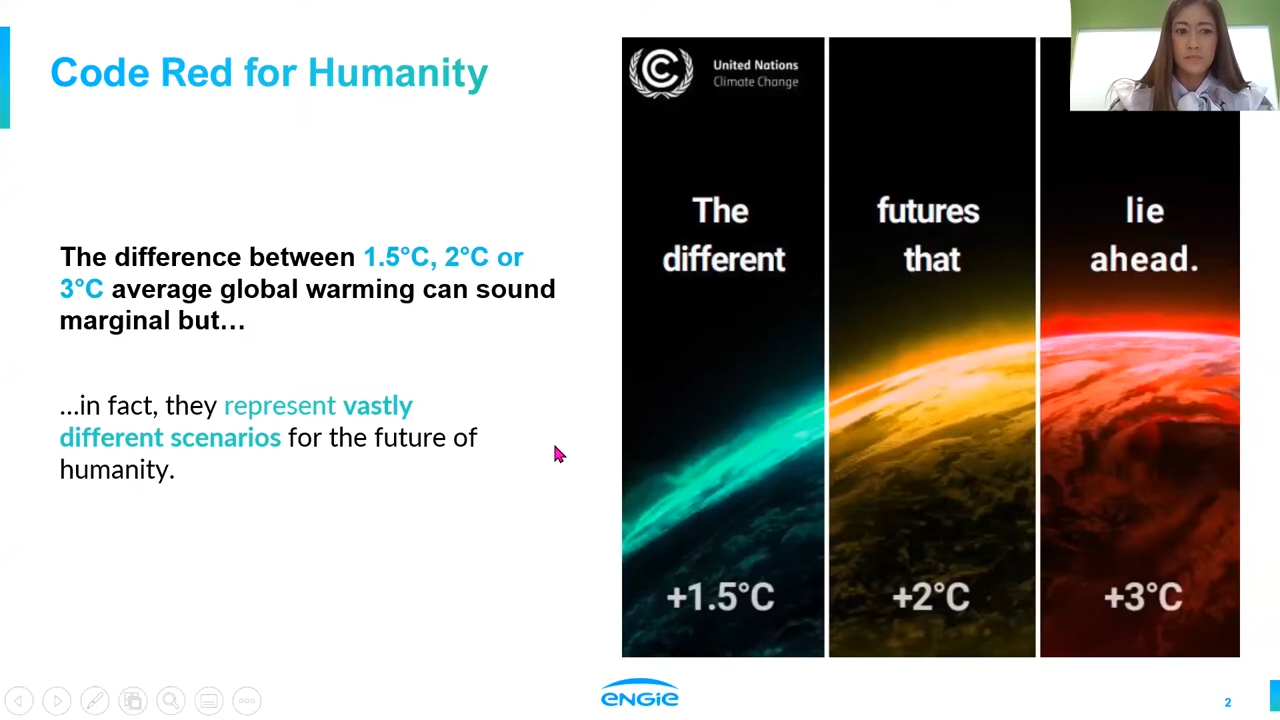 Code Red for Humanity
The difference between 1.5°C, 2°C or
3°C average global warming can sound
marginal but…
…in fact, they represent vastly
different scenarios for the future of
humanity.
United Nations
Climate Change
The
different
futures
that
lie
ahead.
+1.5°C
+2°C
+3°C
ENGIE
2